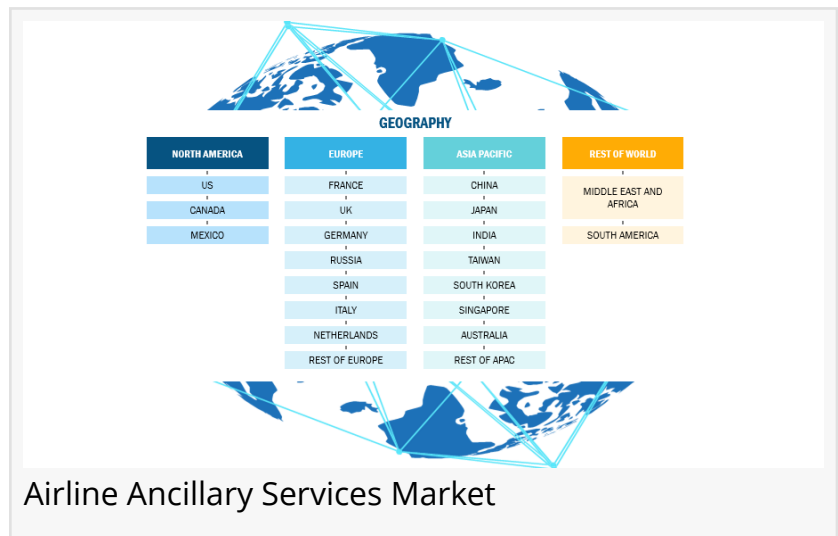 GEOGRAPHY
NORTH AMERICA
US
CANADA
MEXICO
EUROPE
FRANCE
UK
GERMANY
RUSSIA
SPAIN
ITALY
NETHERLANDS
REST OF EUROPE
ASIA PACIFIC
CHINA
JAPAN
INDIA
TAIWAN
SOUTH KOREA
SINGAPORE
AUSTRALIA
REST OF APAC
REST OF WORLD
MIDDLE EAST AND
AFRICA
SOUTH AMERICA
Airline Ancillary Services Market